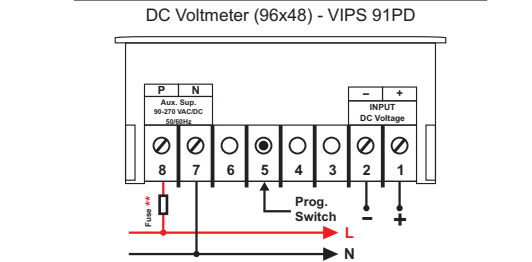 DC Voltmeter (96x48) - VIPS 91PD
P N
Aux. Sup.
90-270 VAC/DC
50/60Hz
– +
INPUT
DC Voltage
8 7 6 5 4 3 2 1
Fuse **
Prog.
Switch
– +
L
N